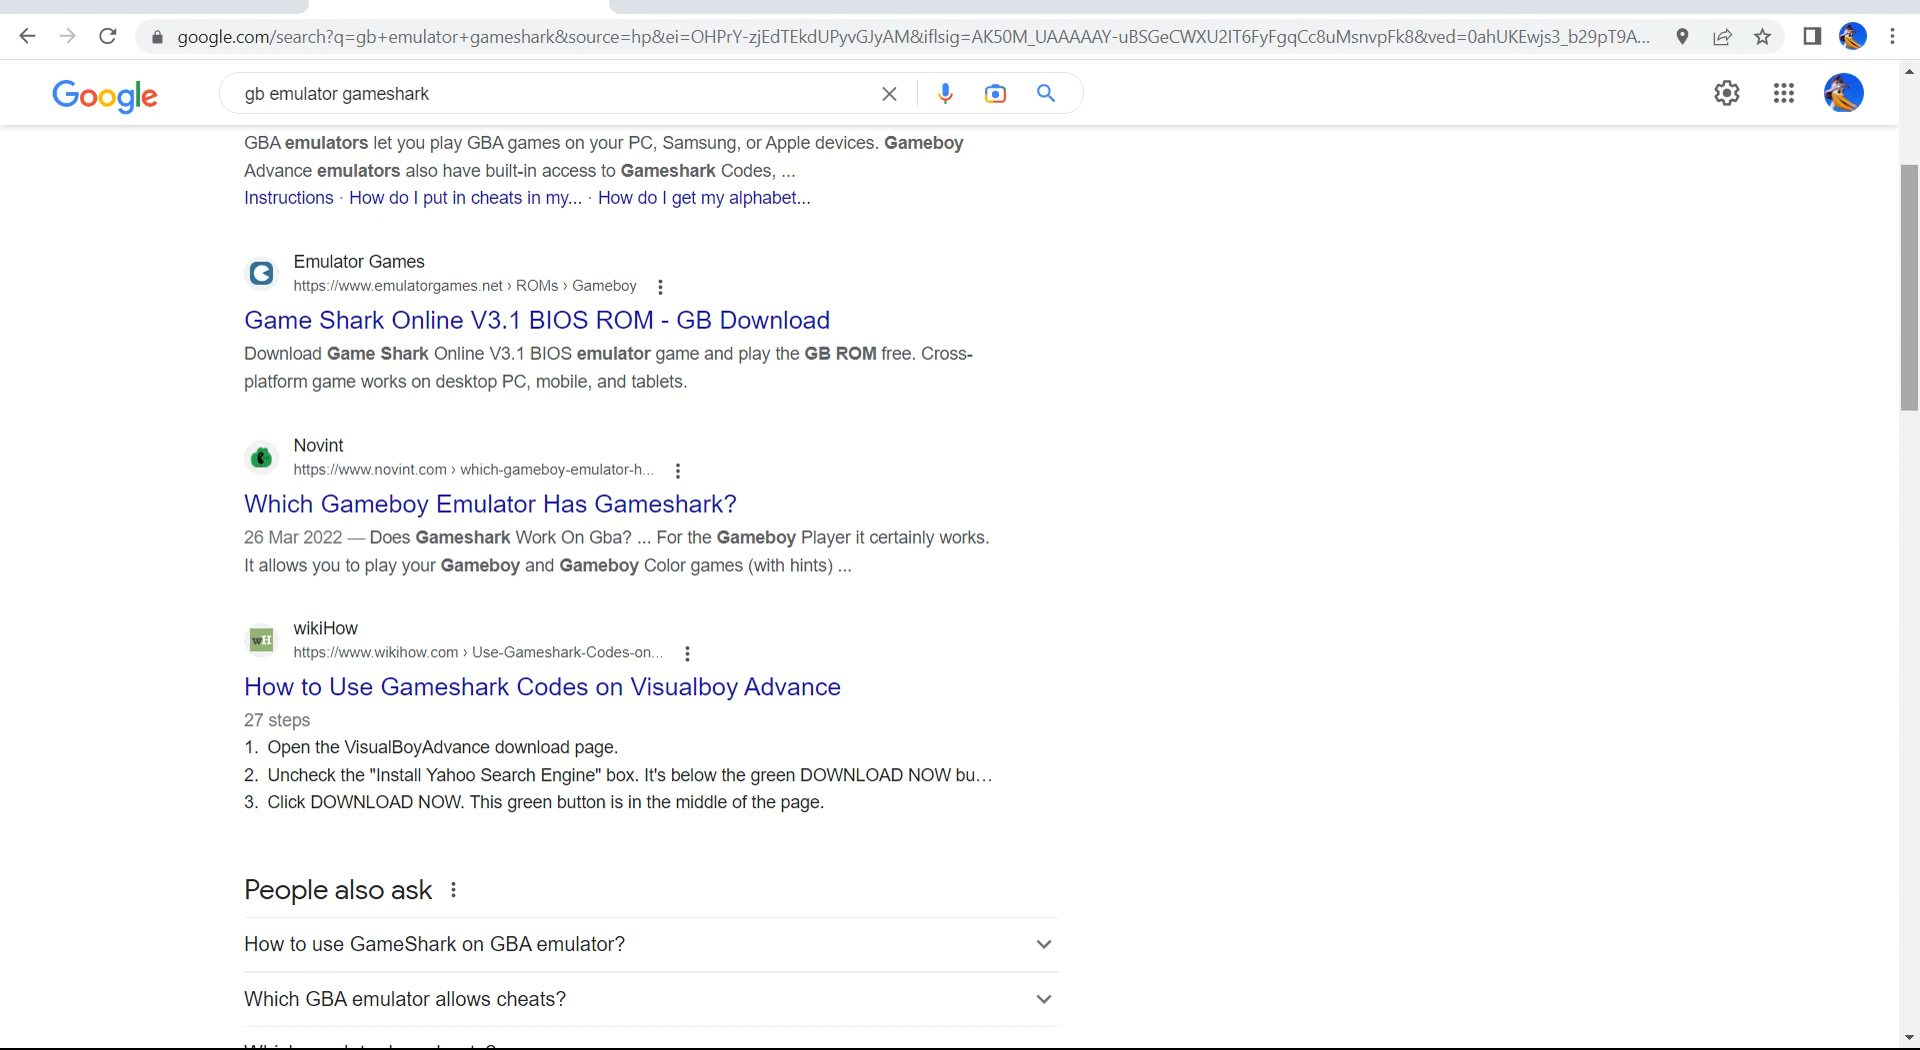 google.com/search?q=gb+emulator+gameshark&source=hp&ei=OHPrY-zjEdTEkdUPyvGJyAM&iflsig=AK50M_UAAAAAY-uBSGeCWXU2IT6FyFgqCc8uMsnvpFk8&ved=0ahUKEwjs3_b29pT9A...
Google
gb emulator gameshark
GBA emulators let you play GBA games on your PC, Samsung, or Apple devices. Gameboy
Advance emulators also have built-in access to Gameshark Codes, ...
Instructions · How do I put in cheats in my... · How do I get my alphabet...
Emulator Games
https://www.emulatorgames.net › ROMs › Gameboy
Game Shark Online V3.1 BIOS ROM - GB Download
Download Game Shark Online V3.1 BIOS emulator game and play the GB ROM free. Cross-
platform game works on desktop PC, mobile, and tablets.
Novint
https://www.novint.com › which-gameboy-emulator-h...
Which Gameboy Emulator Has Gameshark?
26 Mar 2022 — Does Gameshark Work On Gba? ... For the Gameboy Player it certainly works.
It allows you to play your Gameboy and Gameboy Color games (with hints) ...
wikiHow
wH
https://www.wikihow.com › Use-Gameshark-Codes-on...
How to Use Gameshark Codes on Visualboy Advance
27 steps
1. Open the VisualBoyAdvance download page.
2. Uncheck the "Install Yahoo Search Engine" box. It's below the green DOWNLOAD NOW bu...
3. Click DOWNLOAD NOW. This green button is in the middle of the page.
People also ask
How to use GameShark on GBA emulator?
Which GBA emulator allows cheats?